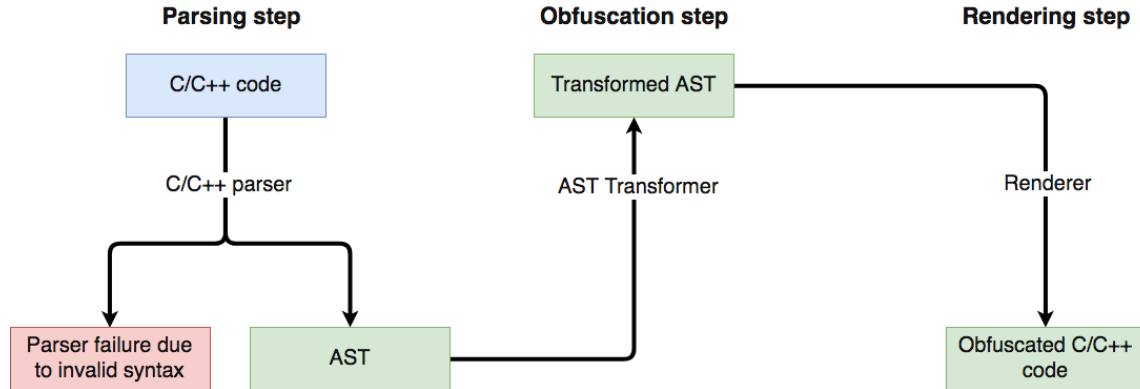 Parsing step
Obfuscation step
Rendering step
C/C++ code
Transformed AST
C/C++ parser
AST Transformer
Renderer
Parser failure due
to invalid syntax
AST
Obfuscated C/C++
code